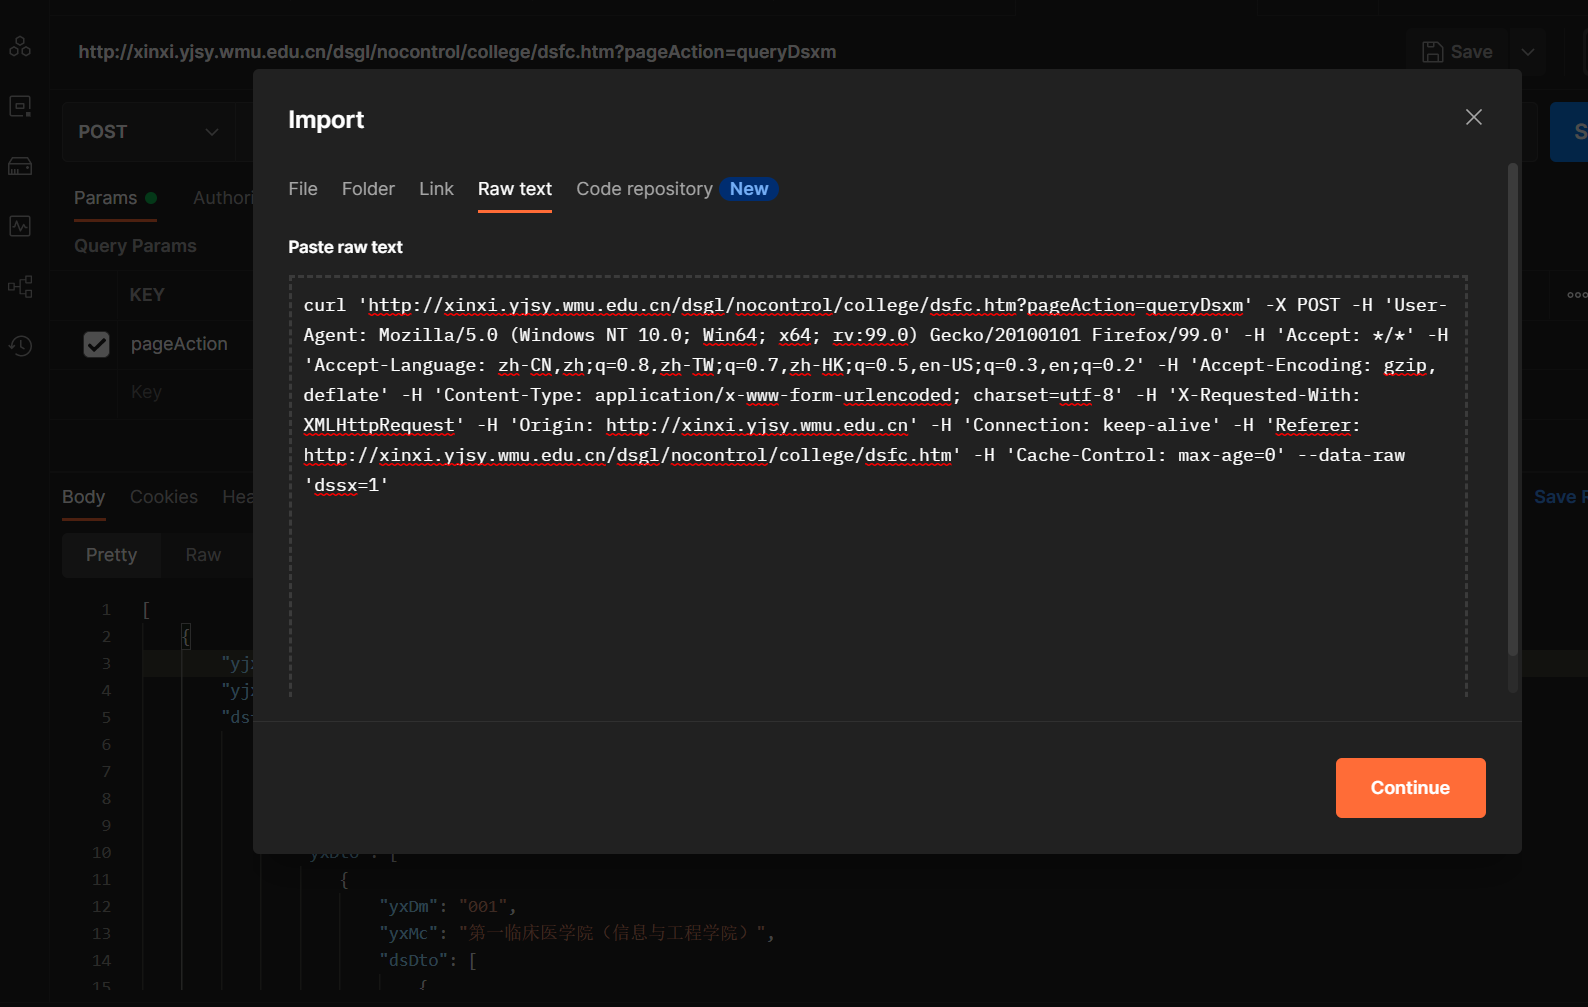 http://xinxi.yjsy.wmu.edu.cn/dsgl/nocontrol/college/dsfc.htm?pageAction=queryDsxm
Save
Import
POST
S
File Folder Link Raw text Code repository New
Params Authori
Paste raw text
Query Params
KEY
pageAction
Key
curl 'http://xinxi.yjsy.wmu.edu.cn/dsgl/nocontrol/college/dsfc.htm?pageAction=queryDsxm' -X POST -H 'User-
Agent: Mozilla/5.0 (Windows NT 10.0; Win64; x64; rv:99.0) Gecko/20100101 Firefox/99.0' -H 'Accept: */*' -H
'Accept-Language: zh-CN,zh;q=0.8,zh-TW;q=0.7,zh-HK;q=0.5,en-US;q=0.3,en;q=0.2' -H 'Accept-Encoding: gzip,
deflate' -H 'Content-Type: application/x-www-form-urlencoded; charset=utf-8' -H 'X-Requested-With:
XMLHttpRequest' -H 'Origin: http://xinxi.yjsy.wmu.edu.cn' -H 'Connection: keep-alive' -H 'Referer:
http://xinxi.yjsy.wmu.edu.cn/dsgl/nocontrol/college/dsfc.htm' -H 'Cache-Control: max-age=0' --data-raw
'dssx=1'
Body Cookies Hea
Save R
Pretty Raw
1 [
2 {
3 "yj
4 "yj
5 "ds
6
7
8
9
10 yxDto": [
11 {
12 "yxDm": "001",
13 "yxMc": "第一临床医学院（信息与工程学院）",
14 "dsDto": [
15 {
Continue